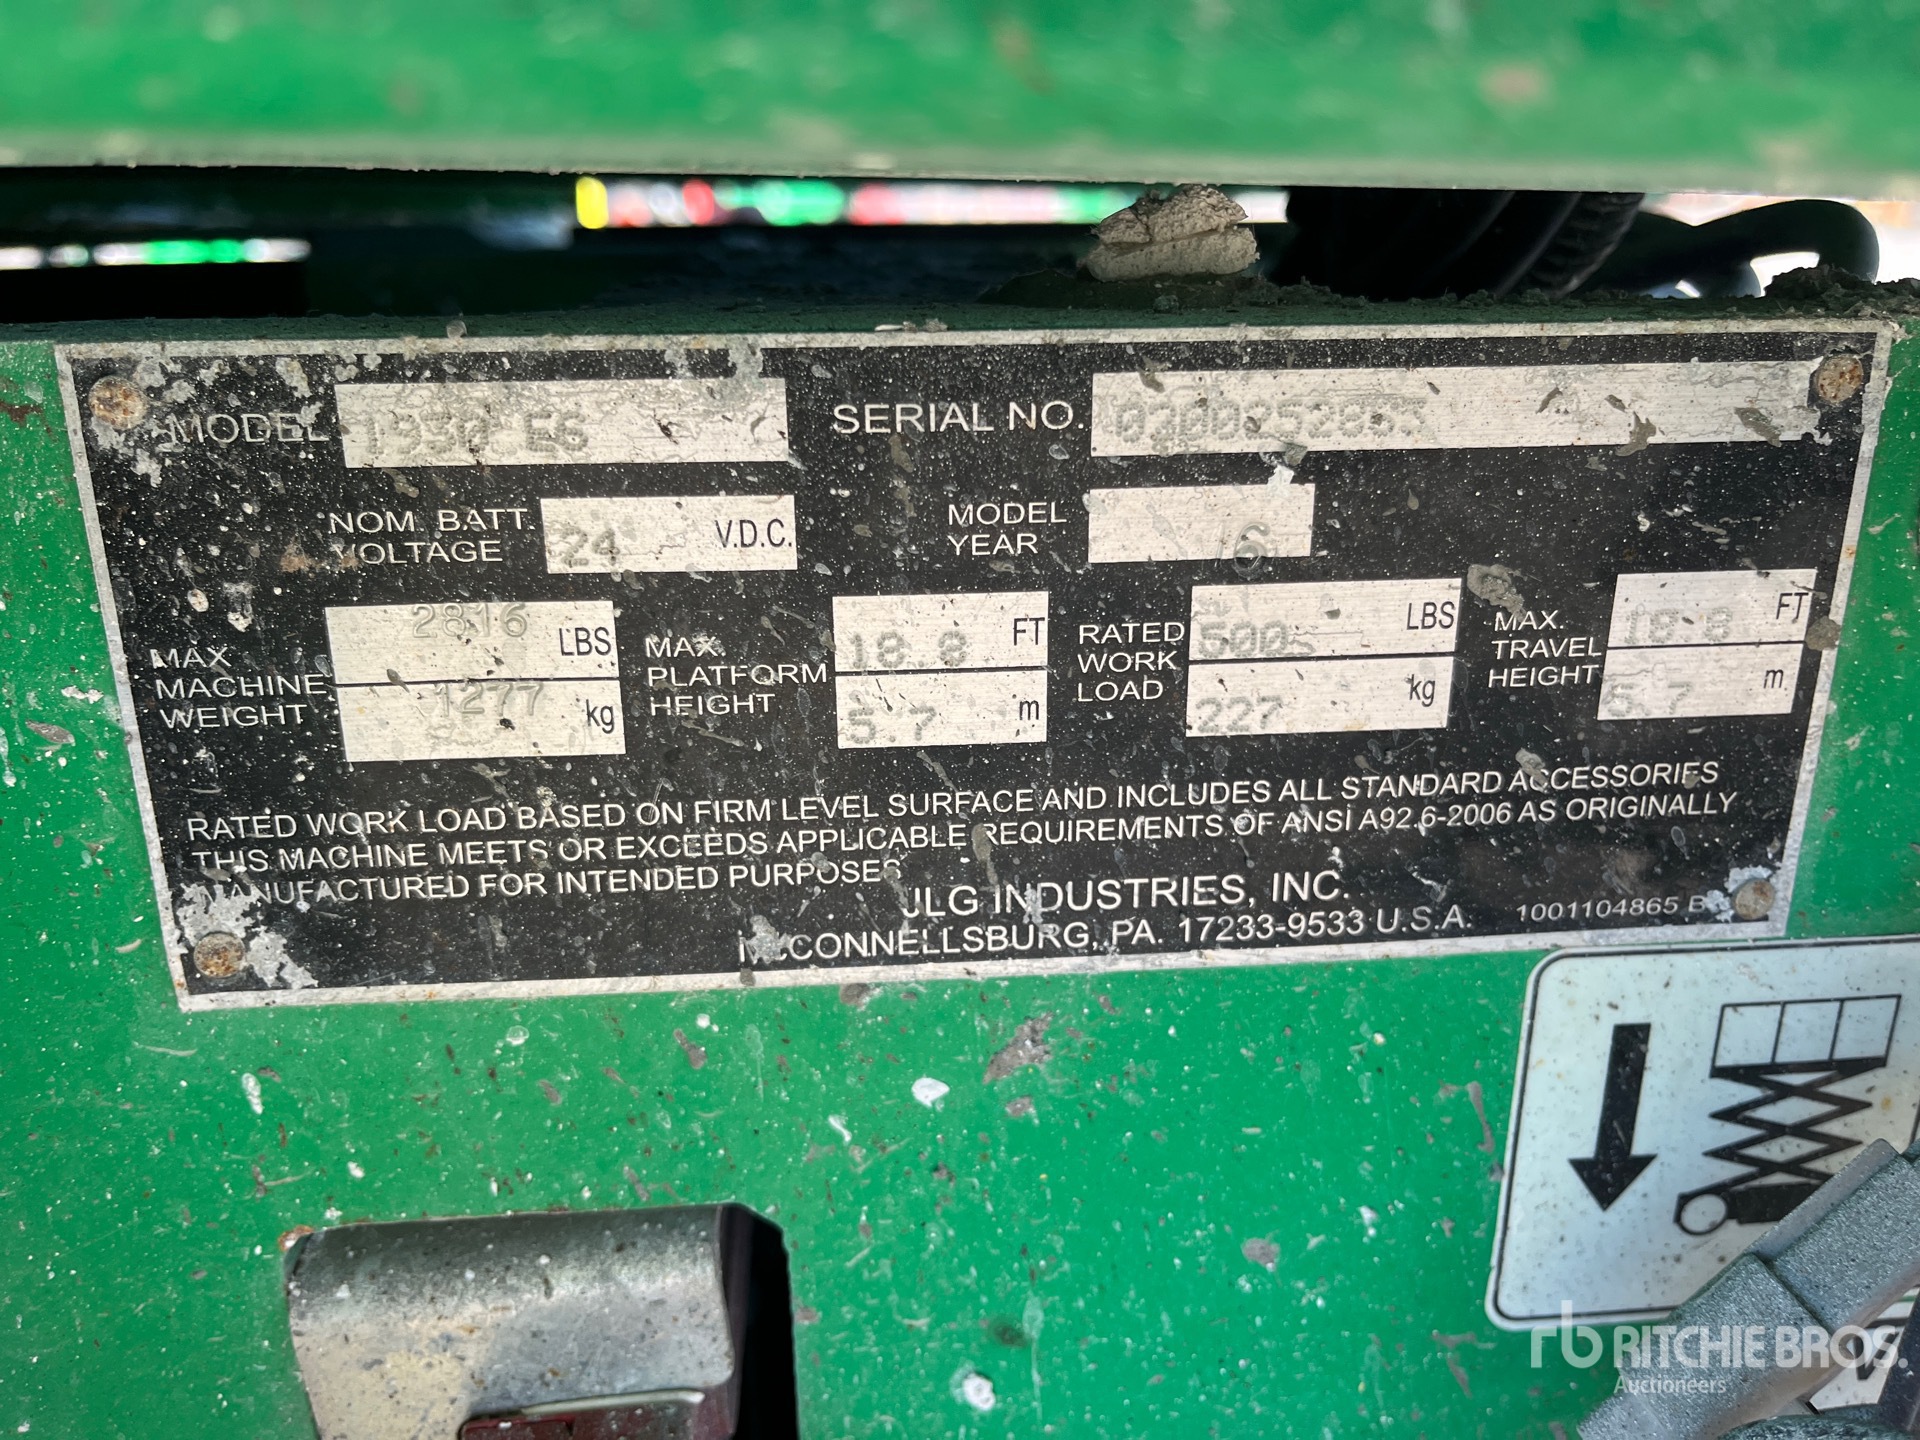 MODEL 1930 ES
SERIAL NO. 0200252863
NOM. BATT. VOLTAGE 24 V.D.C.
MODEL YEAR 6
MAX. MACHINE WEIGHT 2816 LBS 1277 kg
MAX. PLATFORM HEIGHT 18.8 FT 5.7 m
RATED WORK LOAD 500 LBS 227 kg
MAX. TRAVEL HEIGHT 18.8 FT 5.7 m
RATED WORK LOAD BASED ON FIRM LEVEL SURFACE AND INCLUDES ALL STANDARD ACCESSORIES
THIS MACHINE MEETS OR EXCEEDS APPLICABLE REQUIREMENTS OF ANSI A92.6-2006 AS ORIGINALLY
MANUFACTURED FOR INTENDED PURPOSES
JLG INDUSTRIES, INC.
McCONNELLSBURG, PA. 17233-9533 U.S.A.
1001104865 B
rb RITCHIE BROS.
Auctioneers